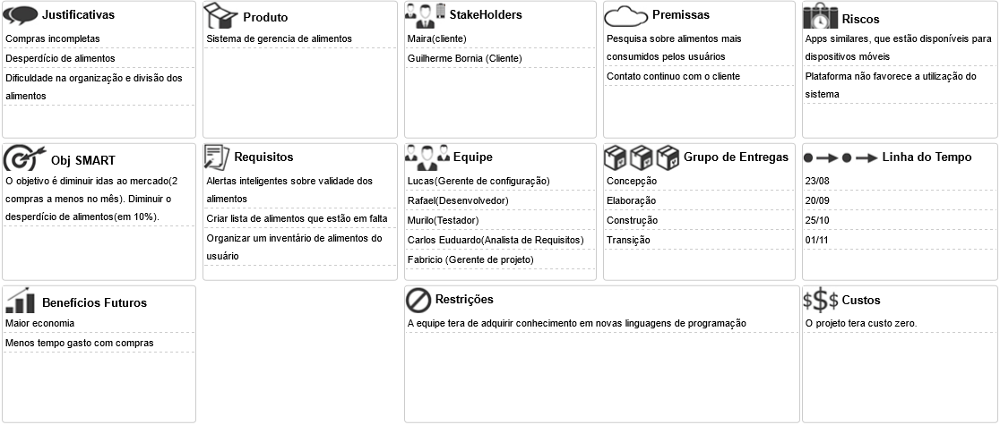 Justificativas
Compras incompletas
Desperdício de alimentos
Dificuldade na organização e divisão dos
alimentos
Produto
Sistema de gerencia de alimentos
StakeHolders
Maira(cliente)
Guilherme Bornia (Cliente)
Premissas
Pesquisa sobre alimentos mais
consumidos pelos usuários
Contato continuo com o cliente
Riscos
Apps similares, que estão disponíveis para
dispositivos móveis
Plataforma não favorece a utilização do
sistema
Obj SMART
O objetivo é diminuir idas ao mercado(2
compras a menos no mês). Diminuir o
desperdício de alimentos(em 10%).
Requisitos
Alertas inteligentes sobre validade dos
alimentos
Criar lista de alimentos que estão em falta
Organizar um inventário de alimentos do
usuário
Equipe
Lucas(Gerente de configuração)
Rafael(Desenvolvedor)
Murilo(Testador)
Carlos Euduardo(Analista de Requisitos)
Fabricio (Gerente de projeto)
Grupo de Entregas
Concepção
Elaboração
Construção
Transição
Linha do Tempo
23/08
20/09
25/10
01/11
Benefícios Futuros
Maior economia
Menos tempo gasto com compras
Restrições
A equipe tera de adquirir conhecimento em novas linguagens de programação
$$$ Custos
O projeto tera custo zero.